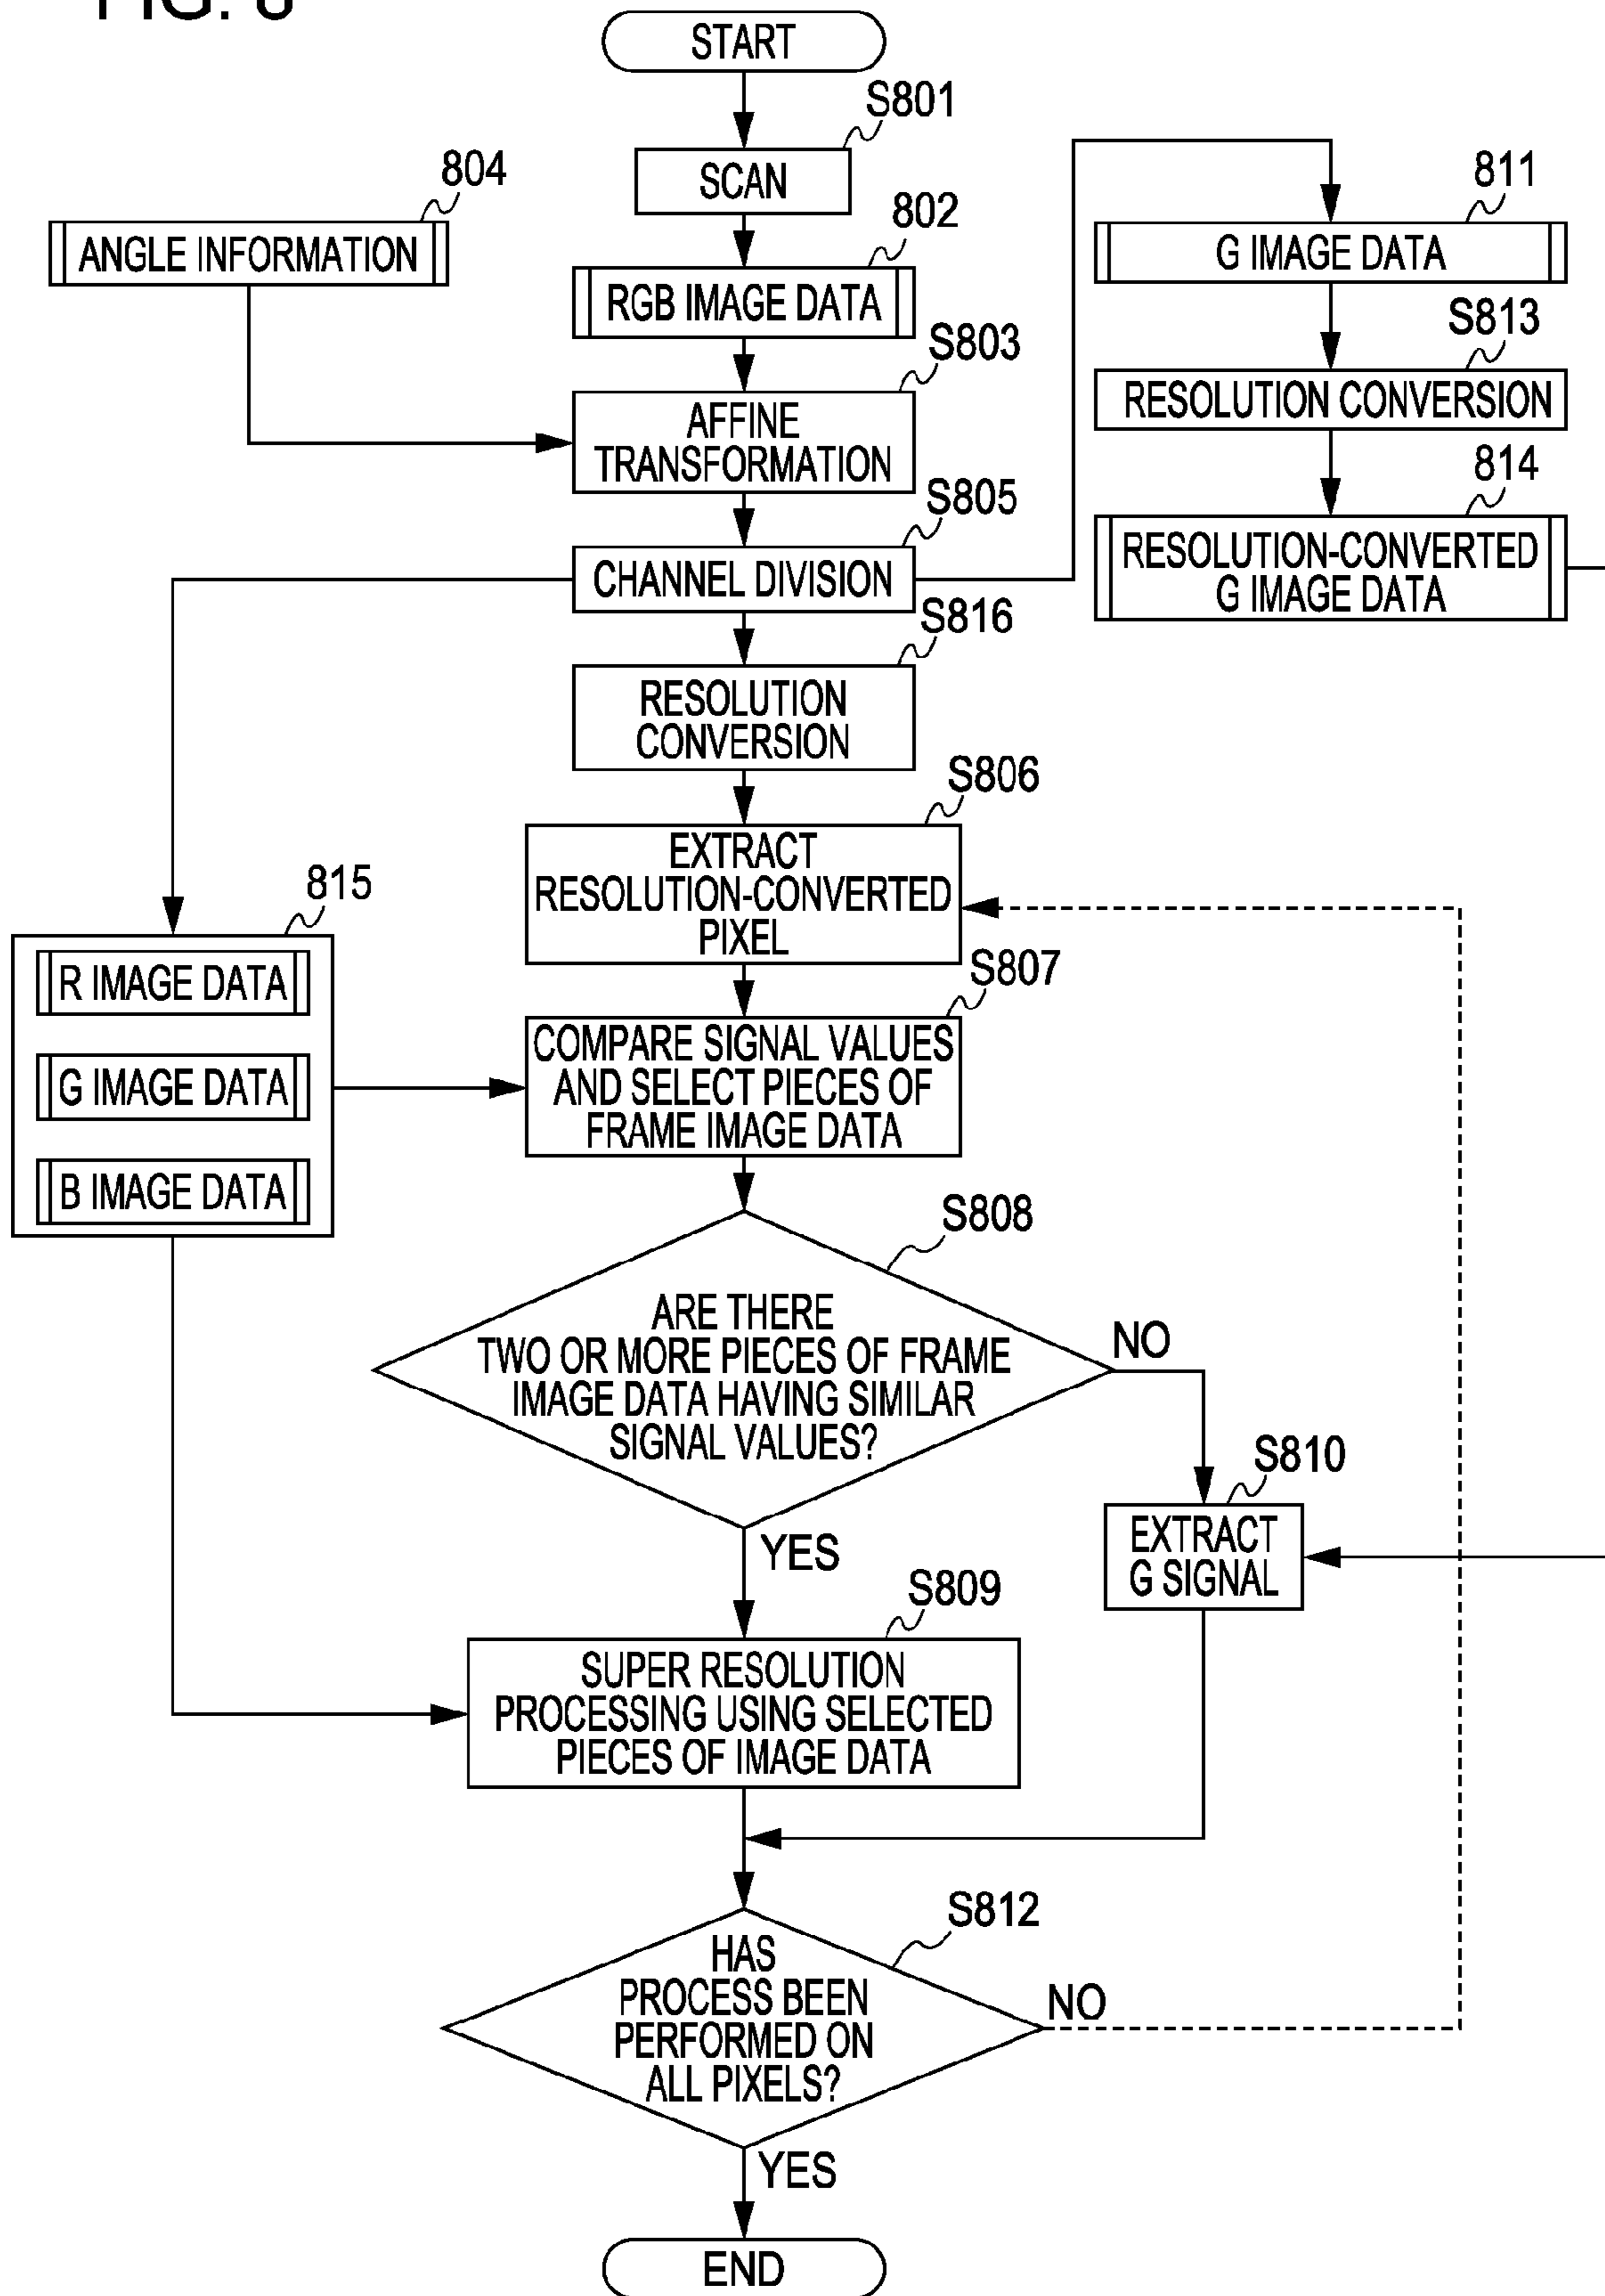 FIG. 8
START
S801
SCAN
804
ANGLE INFORMATION
802
RGB IMAGE DATA
S803
AFFINE
TRANSFORMATION
S805
CHANNEL DIVISION
811
G IMAGE DATA
S813
RESOLUTION CONVERSION
814
RESOLUTION-CONVERTED
G IMAGE DATA
S816
RESOLUTION
CONVERSION
S806
EXTRACT
RESOLUTION-CONVERTED
PIXEL
815
R IMAGE DATA
G IMAGE DATA
B IMAGE DATA
S807
COMPARE SIGNAL VALUES
AND SELECT PIECES OF
FRAME IMAGE DATA
S808
ARE THERE
TWO OR MORE PIECES OF FRAME
IMAGE DATA HAVING SIMILAR
SIGNAL VALUES?
NO
YES
S810
EXTRACT
G SIGNAL
S809
SUPER RESOLUTION
PROCESSING USING SELECTED
PIECES OF IMAGE DATA
S812
HAS
PROCESS BEEN
PERFORMED ON
ALL PIXELS?
NO
YES
END